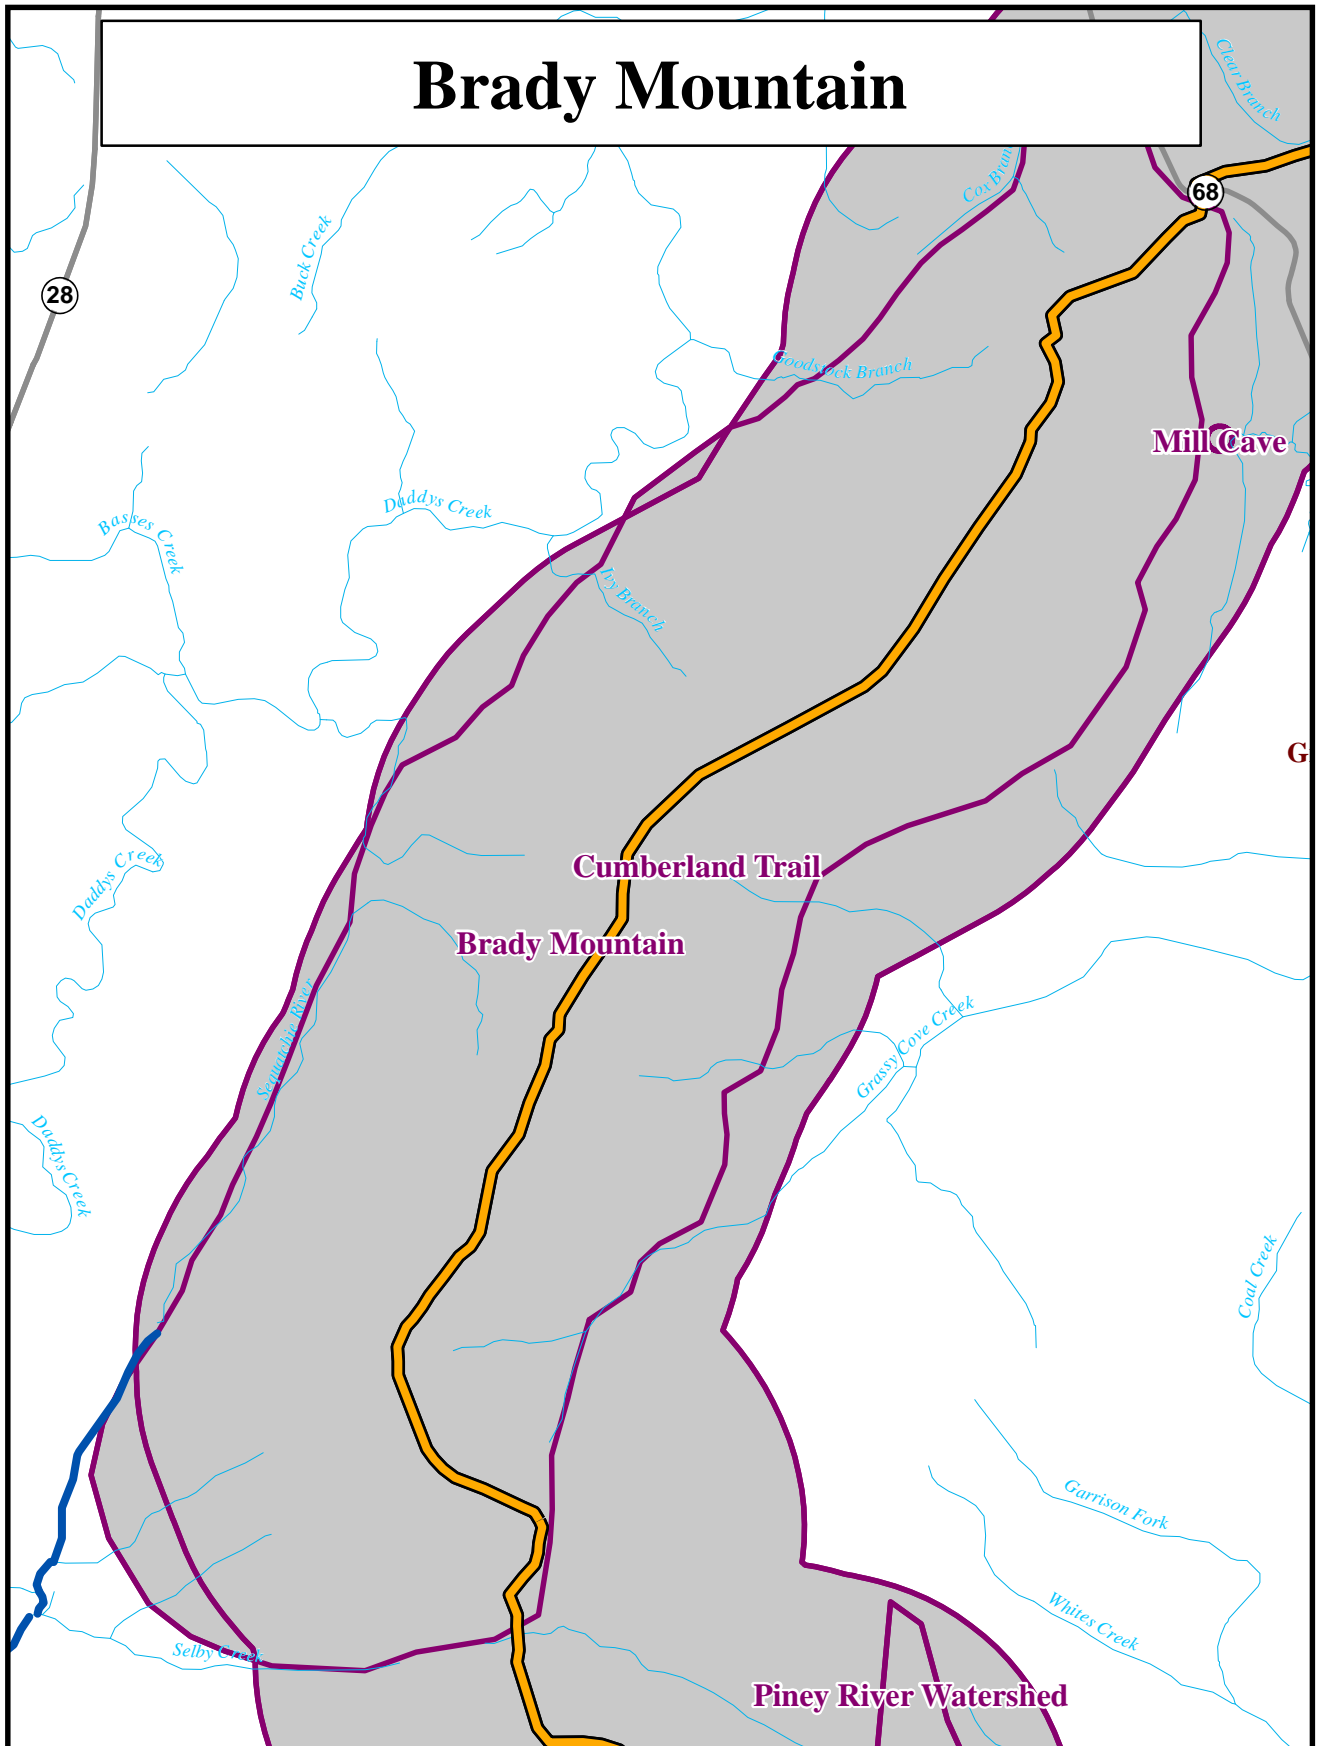 Brady Mountain
Clear Branch
68
28
Buck Creek
Goodstock Branch
Mill Cave
Daddys Creek
Basses Creek
Ivy Branch
G
Cumberland Trail
Daddys Creek
Brady Mountain
Sequatchie River
Grassy Cove Creek
Daddys Creek
Coal Creek
Garrison Fork
Whites Creek
Selby Creek
Piney River Watershed